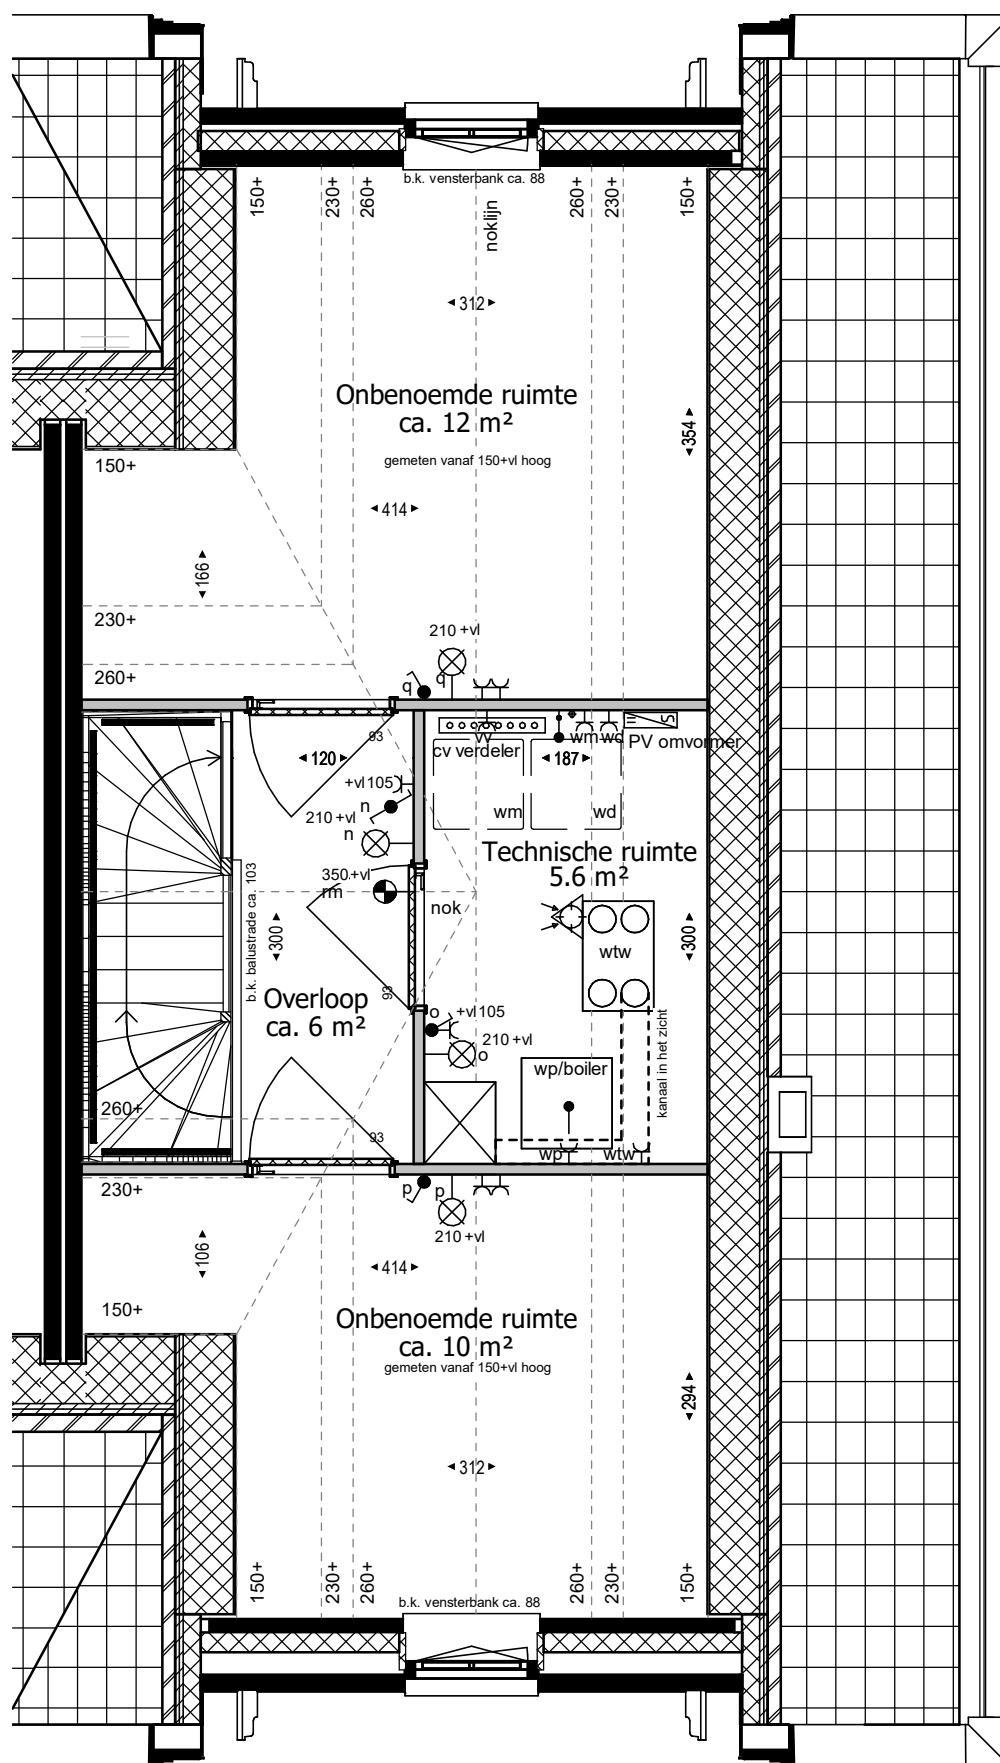 b.k. vensterbank ca. 88
150+
230+
260+
noklijn
260+
230+
150+
312
Onbenoemde ruimte
ca. 12 m²
gemeten vanaf 150+vl hoog
354
150+
414
166
230+
260+
210 +vl
q
q
93
120
vv
cv verdeler
187
wm
wd
PV omvormer
+vl 105
n
210 +vl
n
wm
wd
Technische ruimte
5.6 m²
350+vl
rm
nok
b.k. balustrade ca. 103
300
wtw
300
93
Overloop
ca. 6 m²
o
+vl 105
210 +vl
o
kanaal in het zicht
wp/boiler
260+
93
wp
wtw
230+
p
p
210 +vl
106
414
150+
Onbenoemde ruimte
ca. 10 m²
gemeten vanaf 150+vl hoog
294
312
150+
230+
260+
260+
230+
150+
b.k. vensterbank ca. 88